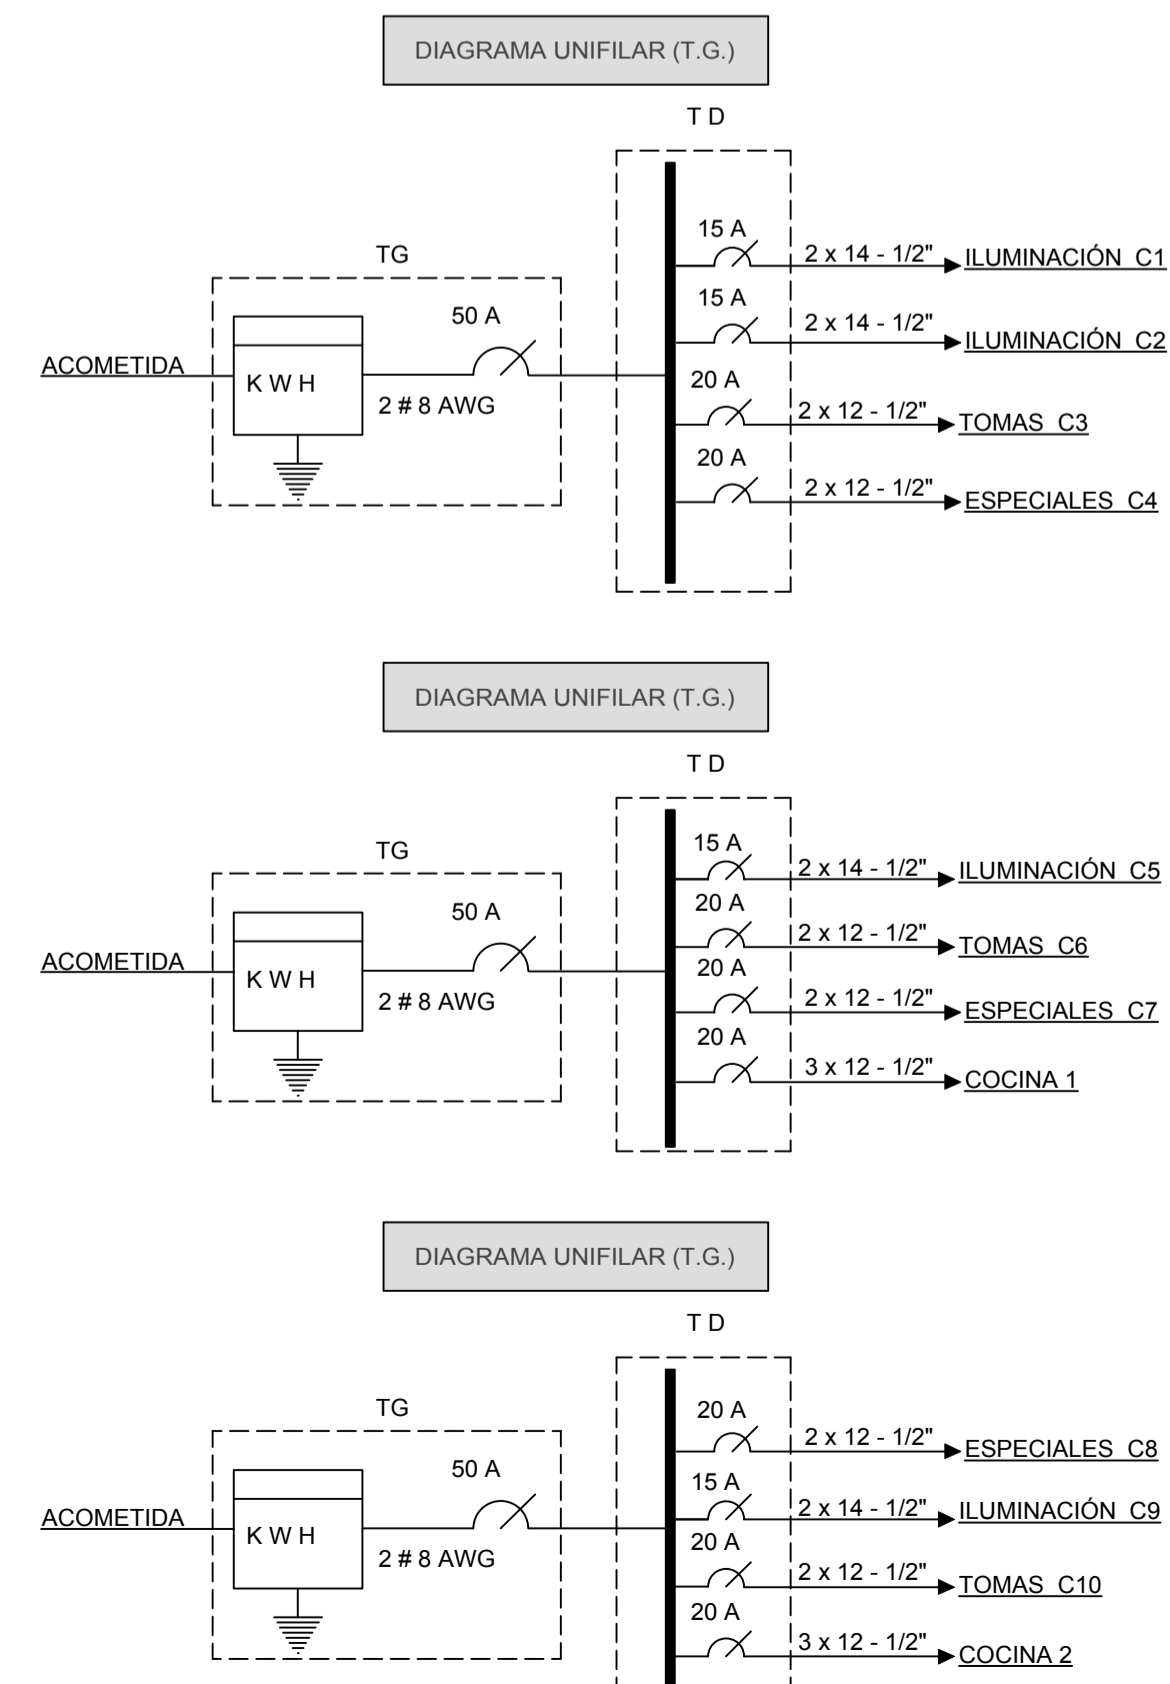 DIAGRAMA UNIFILAR (T.G.)
T D
15 A
2 x 14 - 1/2"
ILUMINACIÓN C1
TG
50 A
15 A
2 x 14 - 1/2"
ILUMINACIÓN C2
ACOMETIDA
K W H
2 # 8 AWG
20 A
2 x 12 - 1/2"
TOMAS C3
20 A
2 x 12 - 1/2"
ESPECIALES C4
DIAGRAMA UNIFILAR (T.G.)
T D
15 A
2 x 14 - 1/2"
ILUMINACIÓN C5
TG
50 A
20 A
2 x 12 - 1/2"
TOMAS C6
ACOMETIDA
K W H
2 # 8 AWG
20 A
2 x 12 - 1/2"
ESPECIALES C7
20 A
3 x 12 - 1/2"
COCINA 1
DIAGRAMA UNIFILAR (T.G.)
T D
TG
20 A
2 x 12 - 1/2"
ESPECIALES C8
50 A
15 A
2 x 14 - 1/2"
ILUMINACIÓN C9
ACOMETIDA
K W H
2 # 8 AWG
20 A
2 x 12 - 1/2"
TOMAS C10
20 A
3 x 12 - 1/2"
COCINA 2